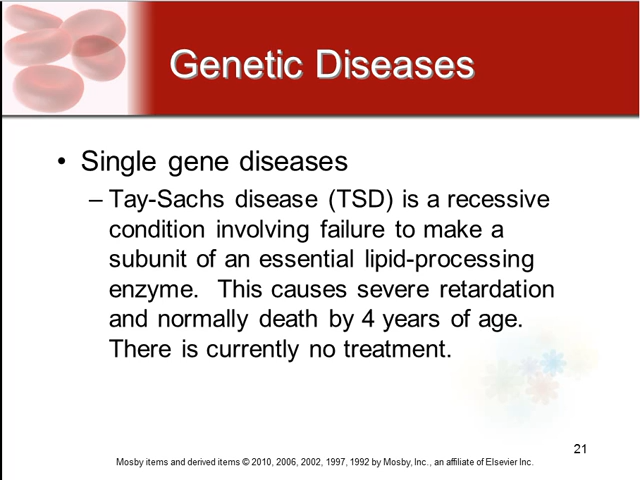 Genetic Diseases
• Single gene diseases
– Tay-Sachs disease (TSD) is a recessive
condition involving failure to make a
subunit of an essential lipid-processing
enzyme.  This causes severe retardation
and normally death by 4 years of age.
There is currently no treatment.
21
Mosby items and derived items © 2010, 2006, 2002, 1997, 1992 by Mosby, Inc., an affiliate of Elsevier Inc.